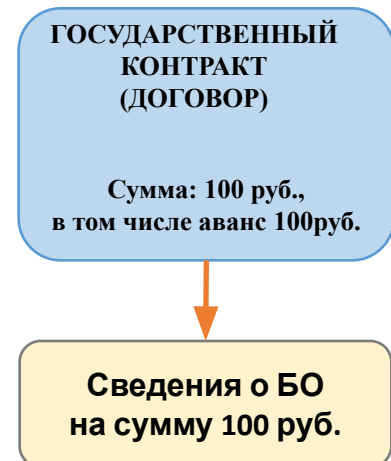 ГОСУДАРСТВЕННЫЙ
КОНТРАКТ
(ДОГОВОР)
Сумма: 100 руб.,
в том числе аванс 100руб.
Сведения о БО
на сумму 100 руб.